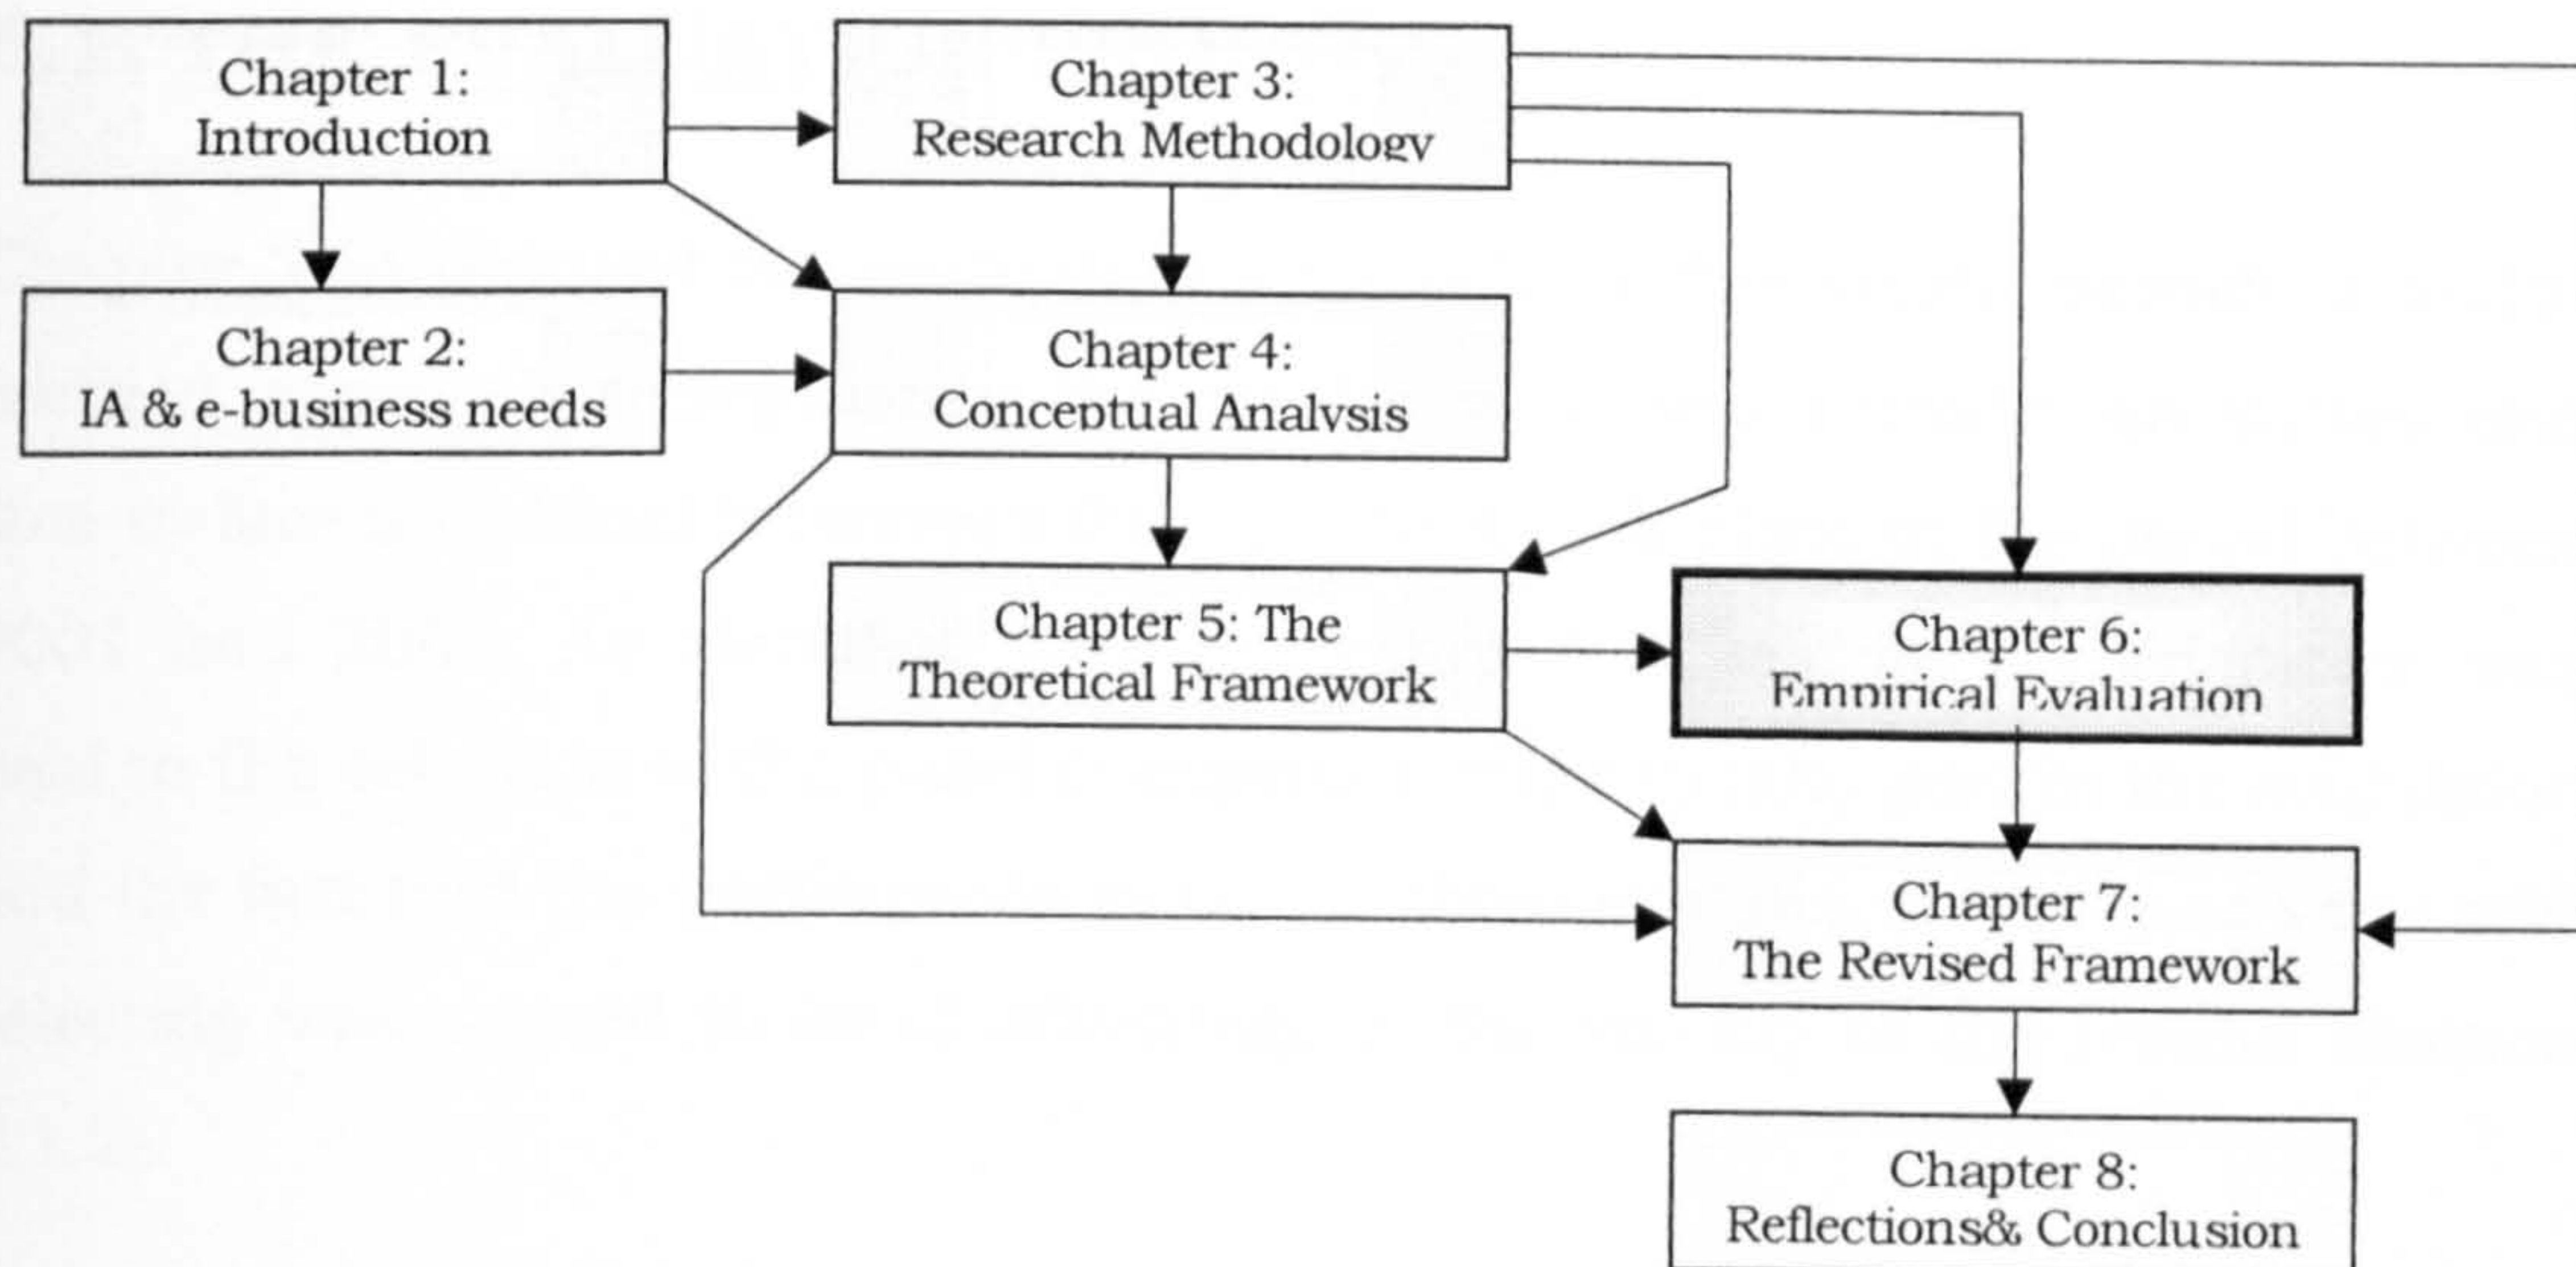 Chapter 1:
Introduction
Chapter 3:
Research Methodology
Chapter 2:
IA & e-business needs
Chapter 4:
Conceptual Analysis
Chapter 5: The
Theoretical Framework
Chapter 6:
Empirical Evaluation
Chapter 7:
The Revised Framework
Chapter 8:
Reflections& Conclusion